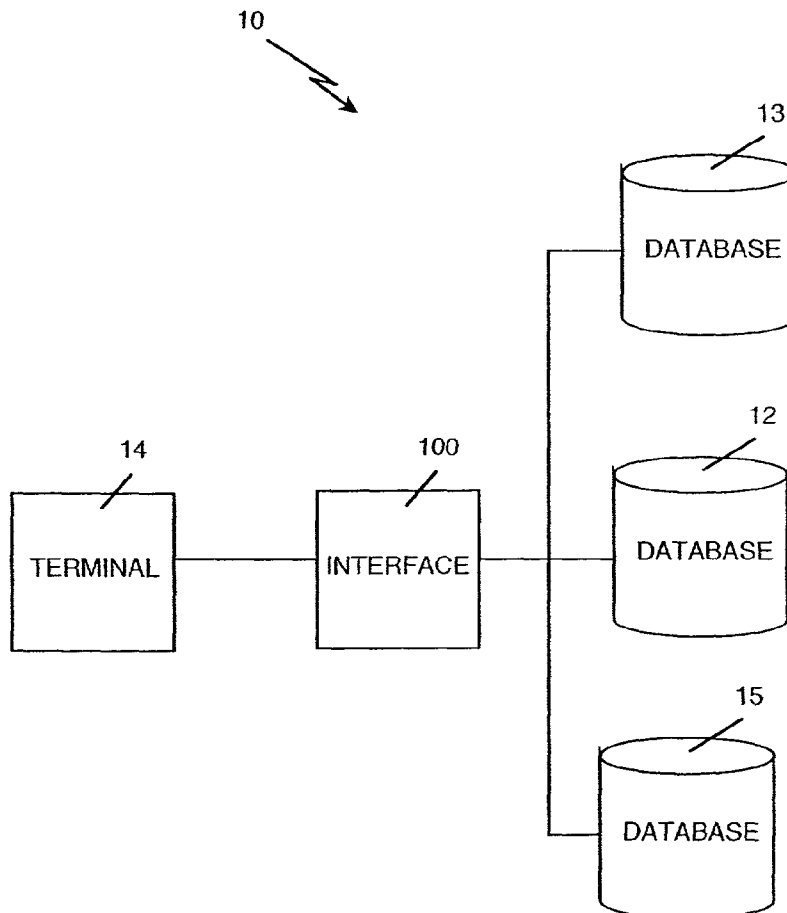 10
13
DATABASE
14
100
12
TERMINAL
INTERFACE
DATABASE
15
DATABASE